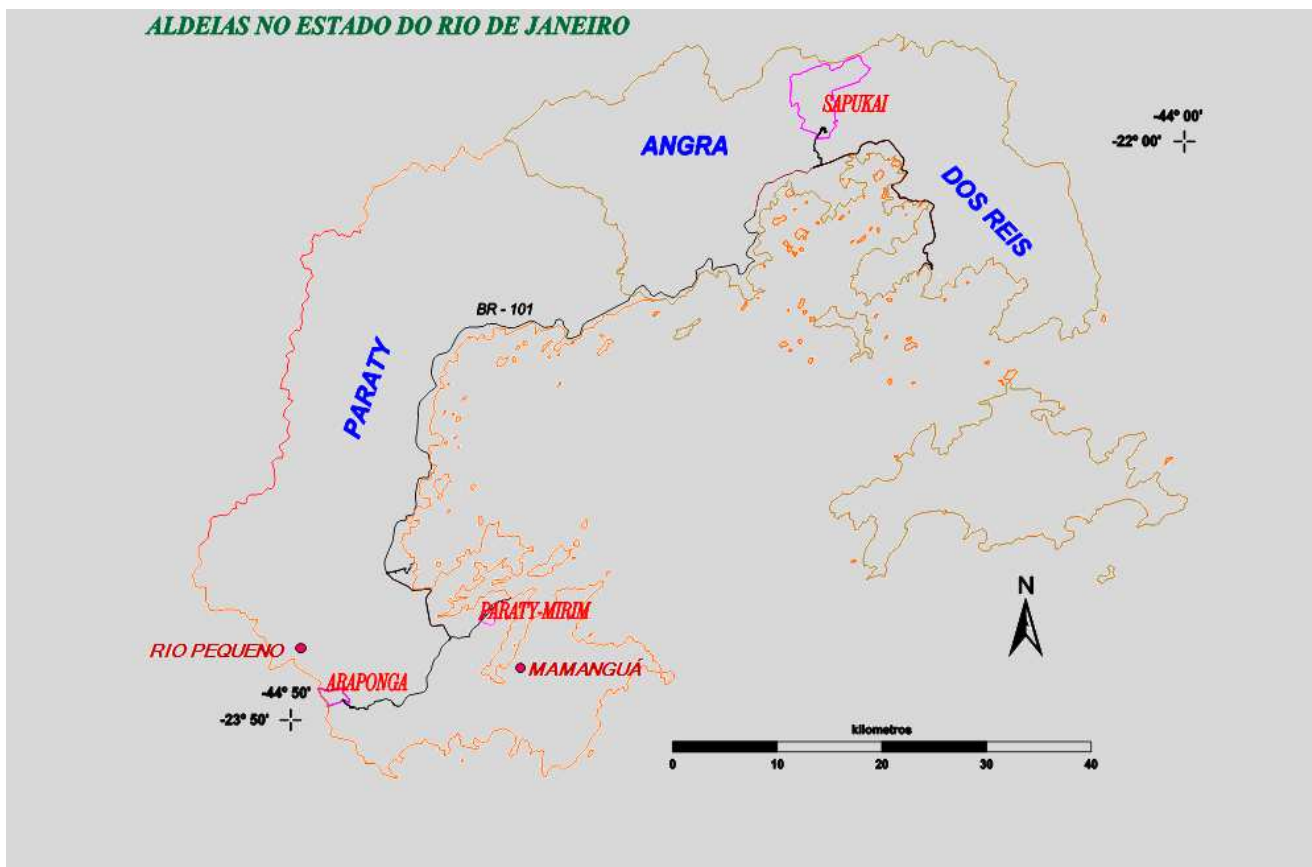 ALDEIAS NO ESTADO DO RIO DE JANEIRO
SAPUKAI
-44º 00'
-22º 00'
ANGRA
DOS REIS
BR - 101
PARATY
N
PARATY-MIRIM
RIO PEQUENO
MAMANGUÁ
ARAPONGA
-44º 50'
-23º 50'
kilometros
0 10 20 30 40